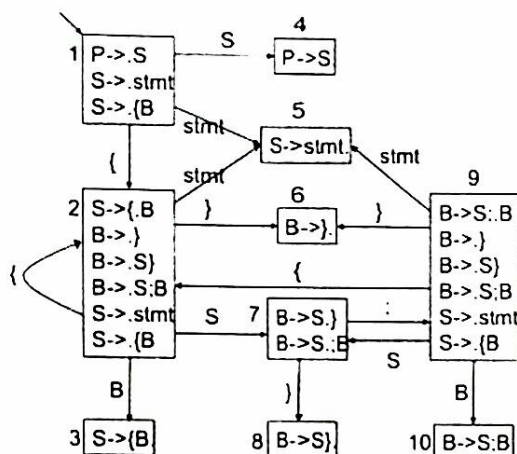 4
S
1
P->.S
S->.stmt
S->.{B
P->S
5
stmt
S->stmt.
stmt
stmt
9
{
2
S->{.B
B->.}
B->.S}
B->.S;B
S->.stmt
S->.{B
}
6
B->}.
}
B->S;.B
B->.}
B->.S}
B->.S;B
S->.stmt
S->.{B
{
{
S
7
B->S.}
B->S.;B
:
S
B
}
B
3
S->{B
8
B->S}
10
B->S;B